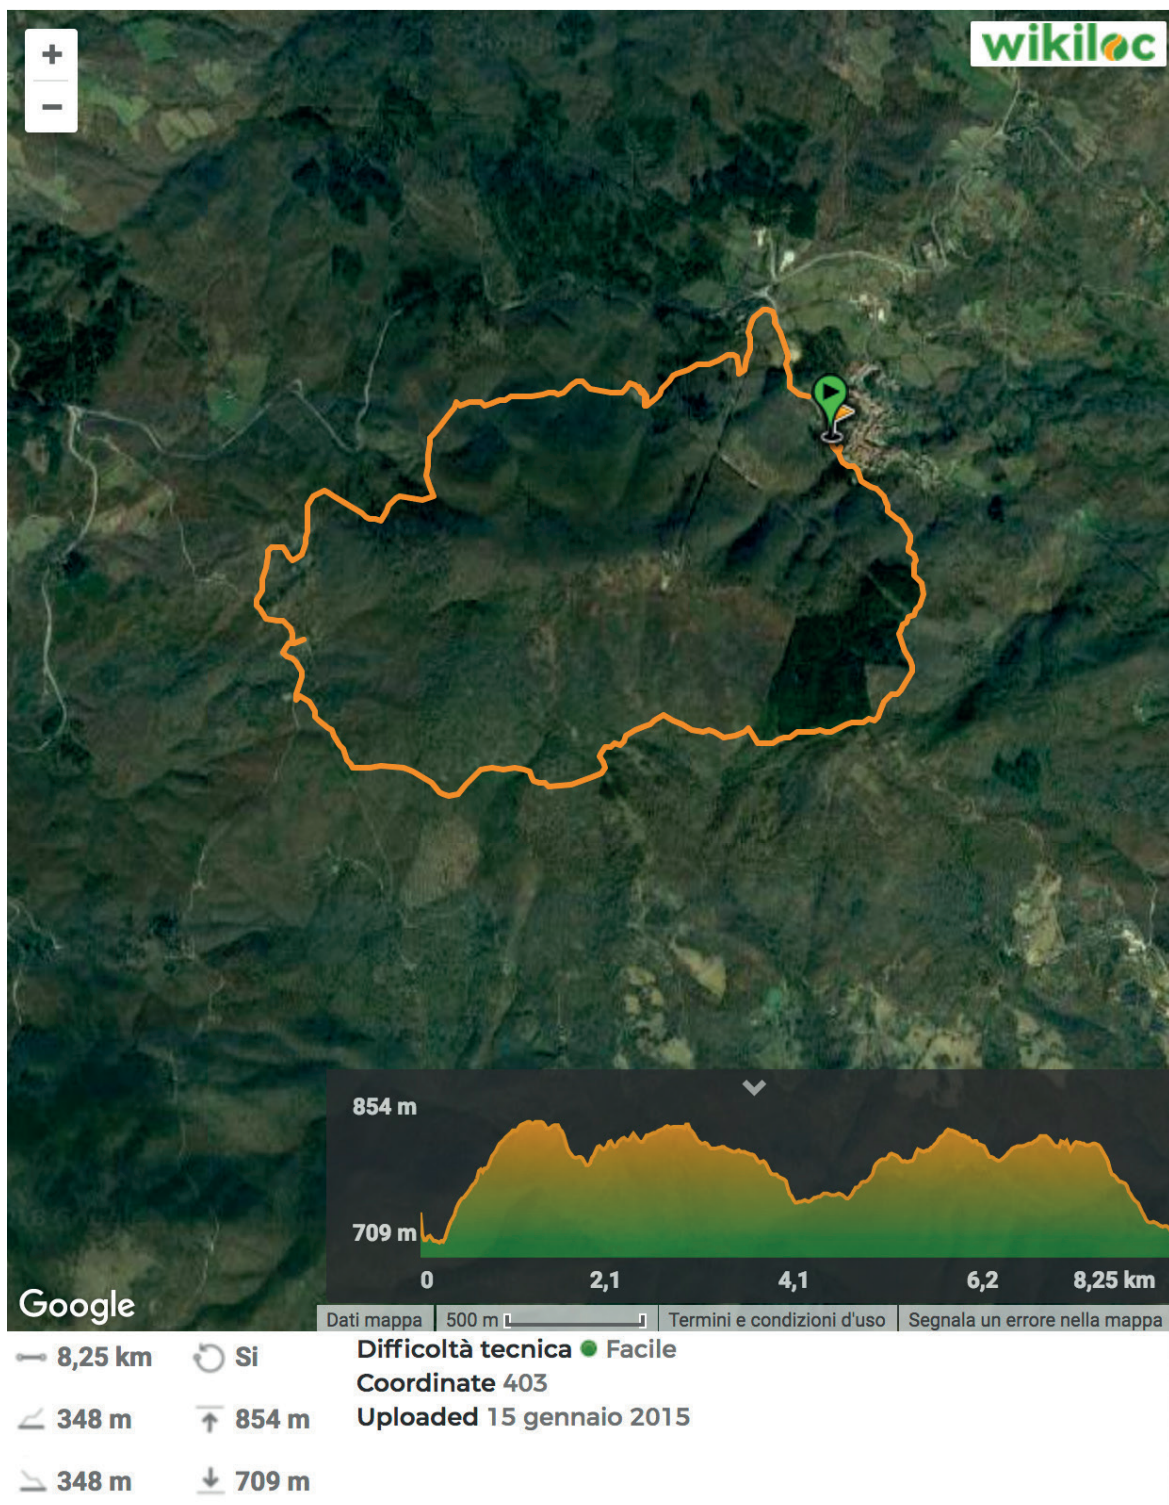 +
wikiloc
−
854 m
709 m
0 2,1 4,1 6,2 8,25 km
Google
Dati mappa 500 m Termini e condizioni d'uso Segnala un errore nella mappa
8,25 km Si
Difficoltà tecnica Facile
Coordinate 403
348 m 854 m
Uploaded 15 gennaio 2015
348 m 709 m